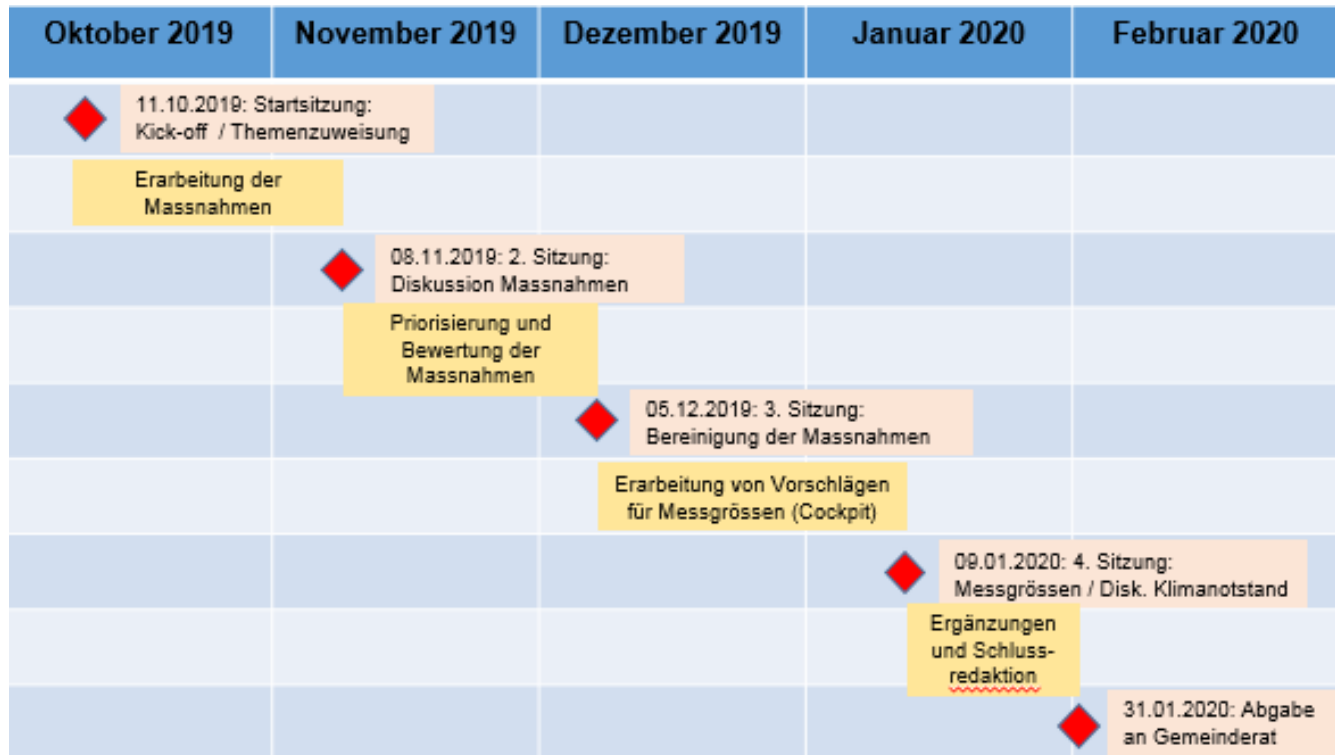 Oktober 2019
November 2019
Dezember 2019
Januar 2020
Februar 2020
11.10.2019: Startsitzung:
Kick-off / Themenzuweisung
Erarbeitung der
Massnahmen
08.11.2019: 2. Sitzung:
Diskussion Massnahmen
Priorisierung und
Bewertung der
Massnahmen
05.12.2019: 3. Sitzung:
Bereinigung der Massnahmen
Erarbeitung von Vorschlägen
für Messgrössen (Cockpit)
09.01.2020: 4. Sitzung:
Messgrössen / Disk. Klimanotstand
Ergänzungen
und Schluss-
redaktion
31.01.2020: Abgabe
an Gemeinderat